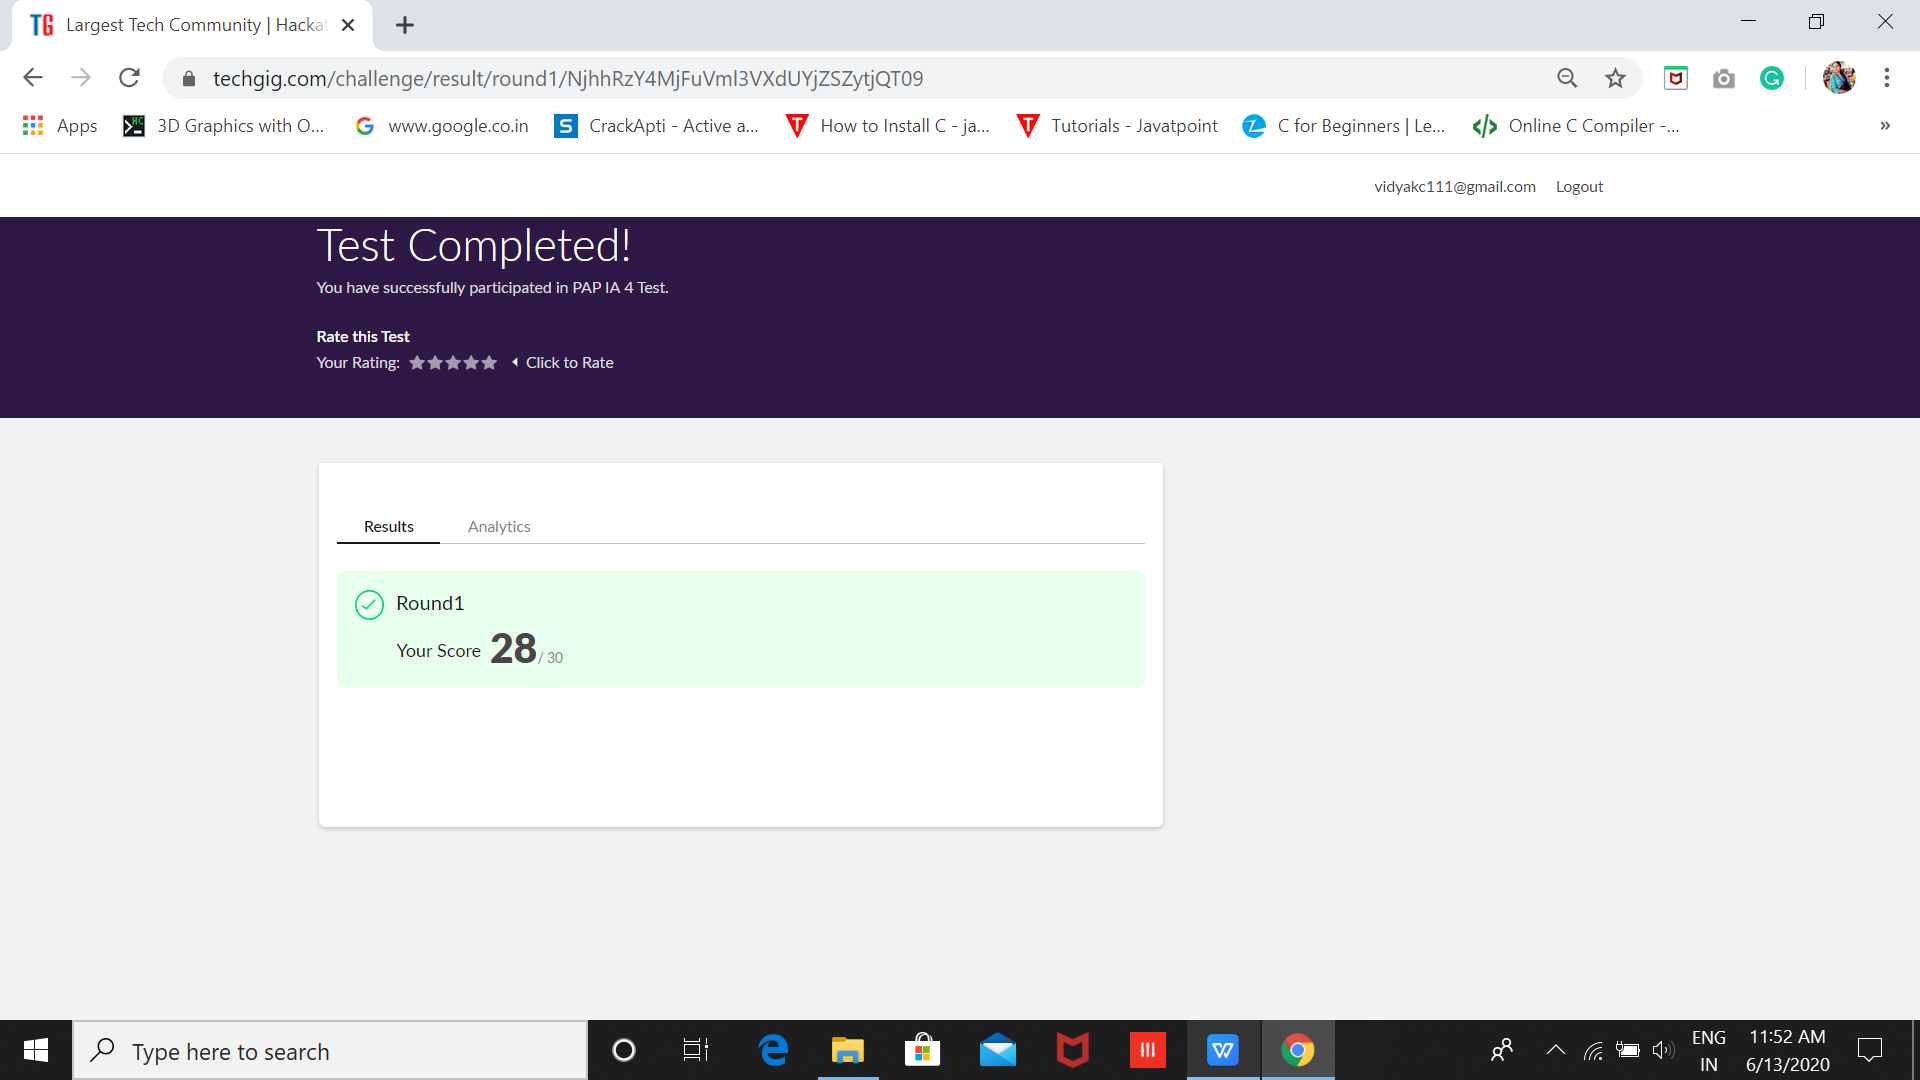 TG Largest Tech Community | Hacka
techgig.com/challenge/result/round1/NjhhRzY4MjFuVml3VXdUYjZSZytjQT09
Apps 3D Graphics with O... www.google.co.in CrackApti - Active a... How to Install C - ja... Tutorials - Javatpoint C for Beginners | Le... Online C Compiler -... »
vidyakc111@gmail.com Logout
Test Completed!
You have successfully participated in PAP IA 4 Test.
Rate this Test
Your Rating: Click to Rate
Results Analytics
Round1
Your Score 28 / 30
Type here to search
ENG 11:52 AM
IN 6/13/2020